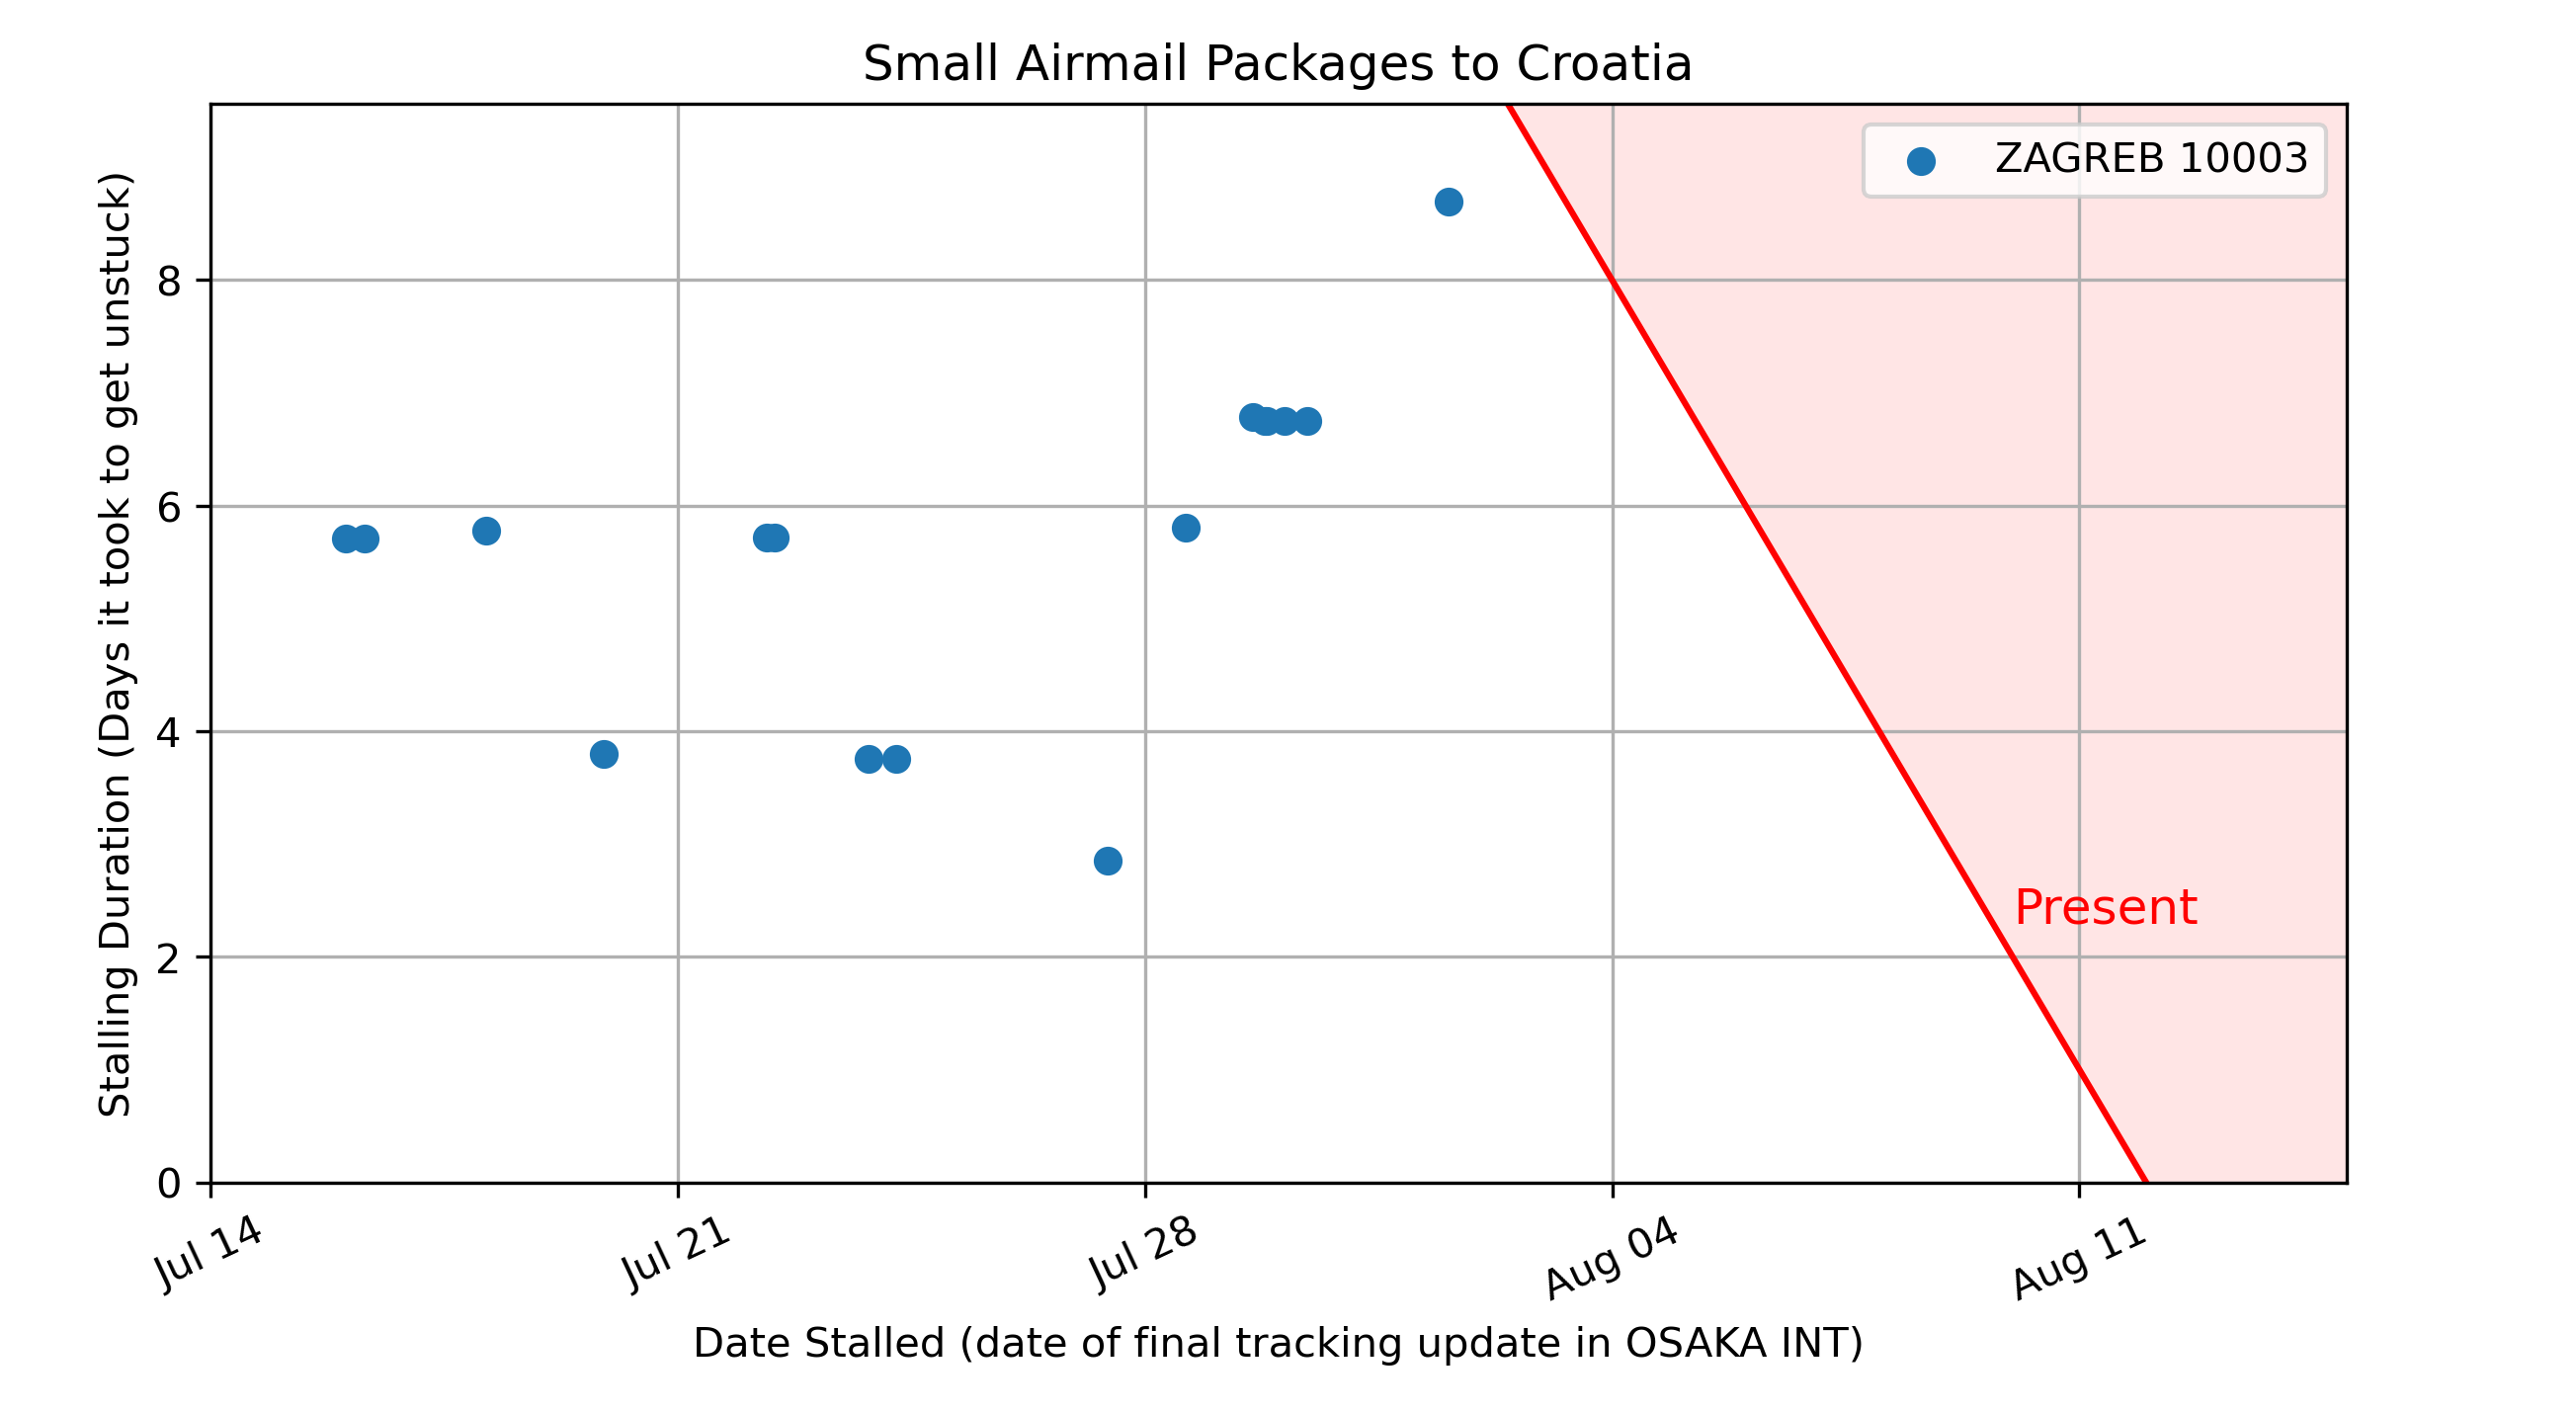 Small Airmail Packages to Croatia
ZAGREB 10003
Stalling Duration (Days it took to get unstuck)
8
6
4
2
0
Present
Jul 14
Jul 21
Jul 28
Aug 04
Aug 11
Date Stalled (date of final tracking update in OSAKA INT)